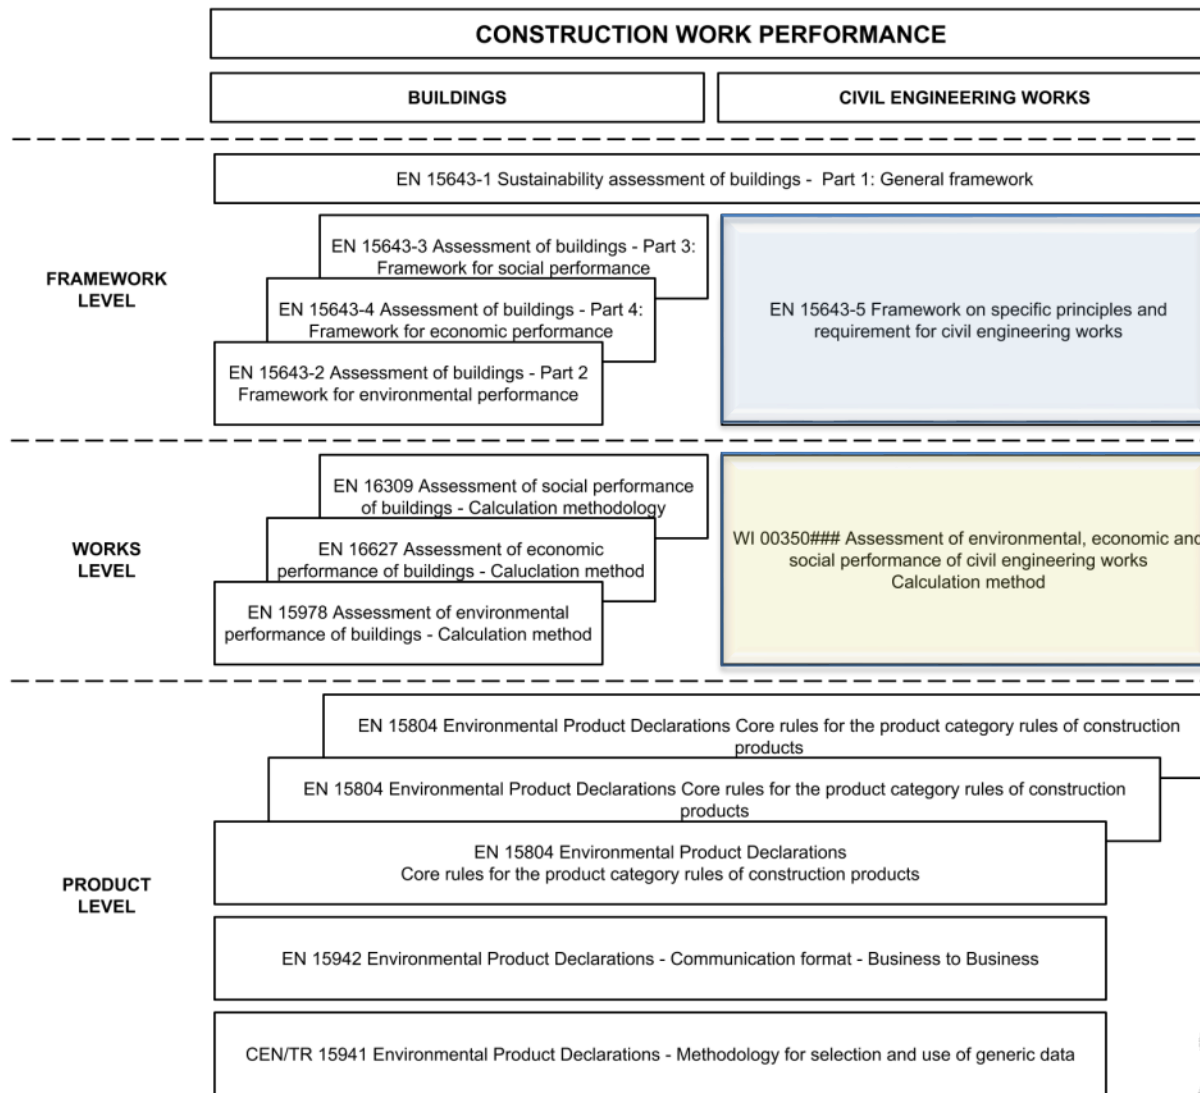 CONSTRUCTION WORK PERFORMANCE
BUILDINGS
CIVIL ENGINEERING WORKS
EN 15643-1 Sustainability assessment of buildings - Part 1: General framework
FRAMEWORK
LEVEL
EN 15643-3 Assessment of buildings - Part 3:
Framework for social performance
EN 15643-4 Assessment of buildings - Part 4:
Framework for economic performance
EN 15643-2 Assessment of buildings - Part 2
Framework for environmental performance
EN 15643-5 Framework on specific principles and
requirement for civil engineering works
WORKS
LEVEL
EN 16309 Assessment of social performance
of buildings - Calculation methodology
EN 16627 Assessment of economic
performance of buildings - Caluclation method
EN 15978 Assessment of environmental
performance of buildings - Calculation method
WI 00350### Assessment of environmental, economic and
social performance of civil engineering works
Calculation method
PRODUCT
LEVEL
EN 15804 Environmental Product Declarations Core rules for the product category rules of construction
products
EN 15804 Environmental Product Declarations Core rules for the product category rules of construction
products
EN 15804 Environmental Product Declarations
Core rules for the product category rules of construction products
EN 15942 Environmental Product Declarations - Communication format - Business to Business
CEN/TR 15941 Environmental Product Declarations - Methodology for selection and use of generic data